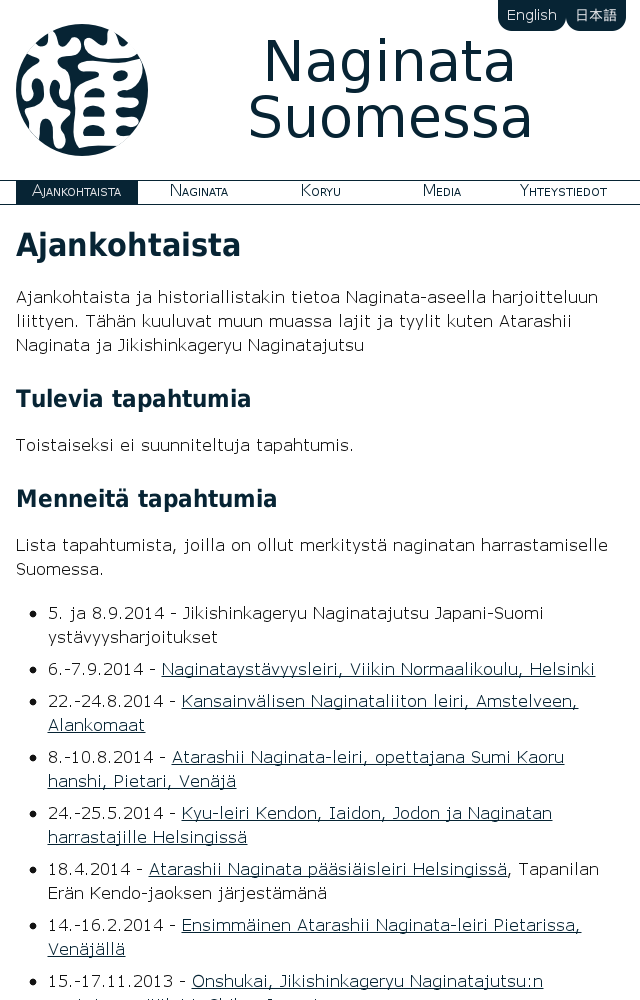 English 日本語
Naginata
Suomessa
Ajankohtaista Naginata Koryu Media Yhteystiedot
Ajankohtaista
Ajankohtaista ja historiallistakin tietoa Naginata-aseella harjoitteluun
liittyen. Tähän kuuluvat muun muassa lajit ja tyylit kuten Atarashii
Naginata ja Jikishinkageryu Naginatajutsu
Tulevia tapahtumia
Toistaiseksi ei suunniteltuja tapahtumis.
Menneitä tapahtumia
Lista tapahtumista, joilla on ollut merkitystä naginatan harrastamiselle
Suomessa.
5. ja 8.9.2014 - Jikishinkageryu Naginatajutsu Japani-Suomi
ystävyysharjoitukset
6.-7.9.2014 - Naginataystävyysleiri, Viikin Normaalikoulu, Helsinki
22.-24.8.2014 - Kansainvälisen Naginataliiton leiri, Amstelveen,
Alankomaat
8.-10.8.2014 - Atarashii Naginata-leiri, opettajana Sumi Kaoru
hanshi, Pietari, Venäjä
24.-25.5.2014 - Kyu-leiri Kendon, Iaidon, Jodon ja Naginatan
harrastajille Helsingissä
18.4.2014 - Atarashii Naginata pääsiäisleiri Helsingissä, Tapanilan
Erän Kendo-jaoksen järjestämänä
14.-16.2.2014 - Ensimmäinen Atarashii Naginata-leiri Pietarissa,
Venäjällä
15.-17.11.2013 - Onshukai, Jikishinkageryu Naginatajutsu:n